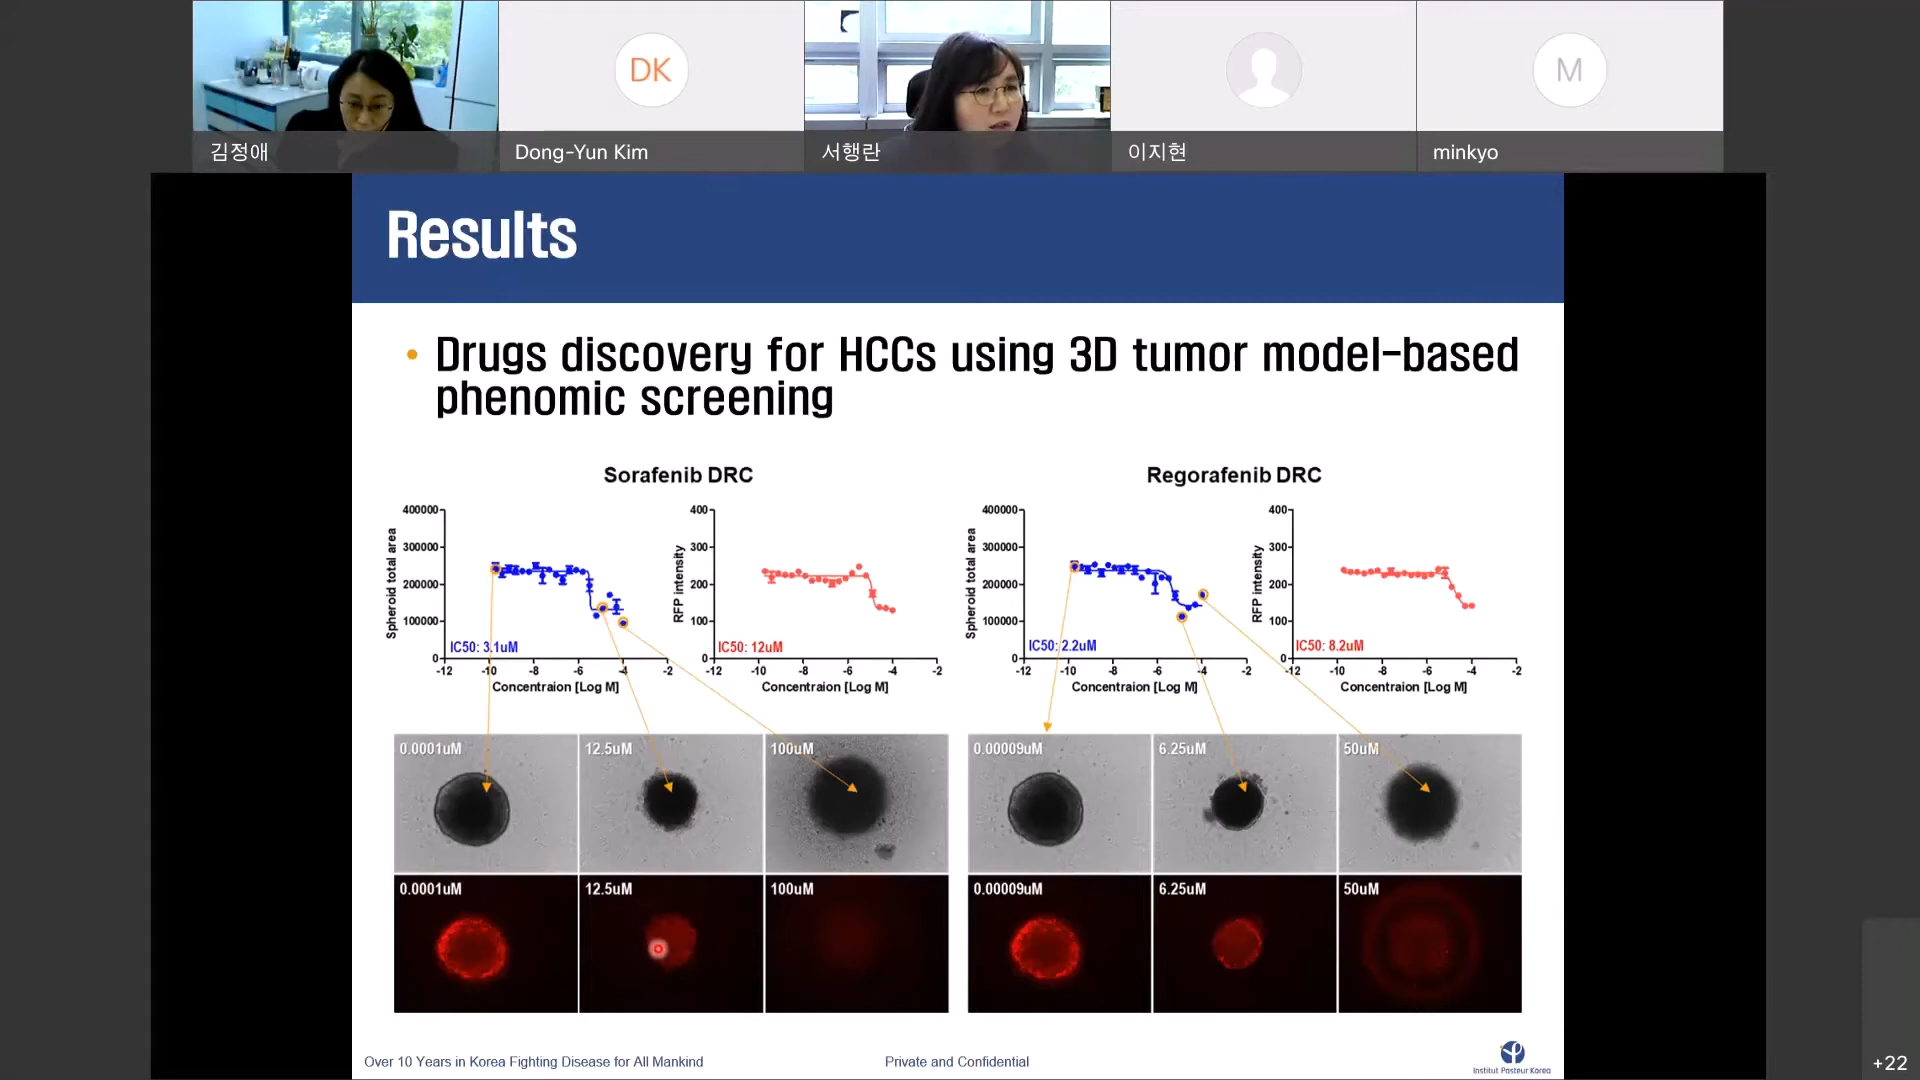 DK
M
김정애
Dong-Yun Kim
서행란
이지현
minkyo
Results
• Drugs discovery for HCCs using 3D tumor model-based
phenomic screening
Sorafenib DRC
Spheroid total area
400000
300000
200000
100000
0
IC50: 3.1uM
-12 -10 -8 -6 -4 -2
Concentraion [Log M]
RFP intensity
400
300
200
100
0
IC50: 12uM
-12 -10 -8 -6 -4 -2
Concentraion [Log M]
Regorafenib DRC
Spheroid total area
400000
300000
200000
100000
0
IC50: 2.2uM
-12 -10 -8 -6 -4 -2
Concentraion [Log M]
RFP intensity
400
300
200
100
0
IC50: 8.2uM
-12 -10 -8 -6 -4 -2
Concentraion [Log M]
0.0001uM 12.5uM 100uM
0.00009uM 6.25uM 50uM
0.0001uM 12.5uM 100uM
0.00009uM 6.25uM 50uM
Over 10 Years in Korea Fighting Disease for All Mankind
Private and Confidential
Institut Pasteur Korea
+22